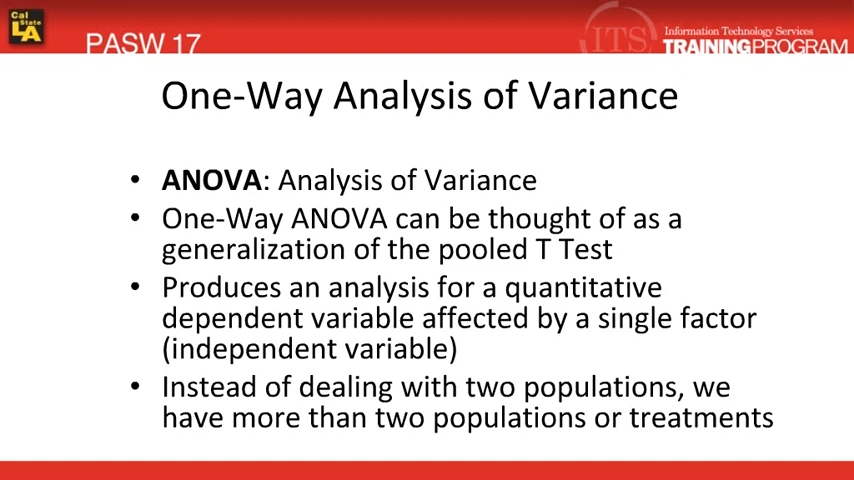 Cal
State
LA
PASW 17
ITS
Information Technology Services
TRAINING PROGRAM
One-Way Analysis of Variance
• ANOVA: Analysis of Variance
• One-Way ANOVA can be thought of as a
generalization of the pooled T Test
• Produces an analysis for a quantitative
dependent variable affected by a single factor
(independent variable)
• Instead of dealing with two populations, we
have more than two populations or treatments